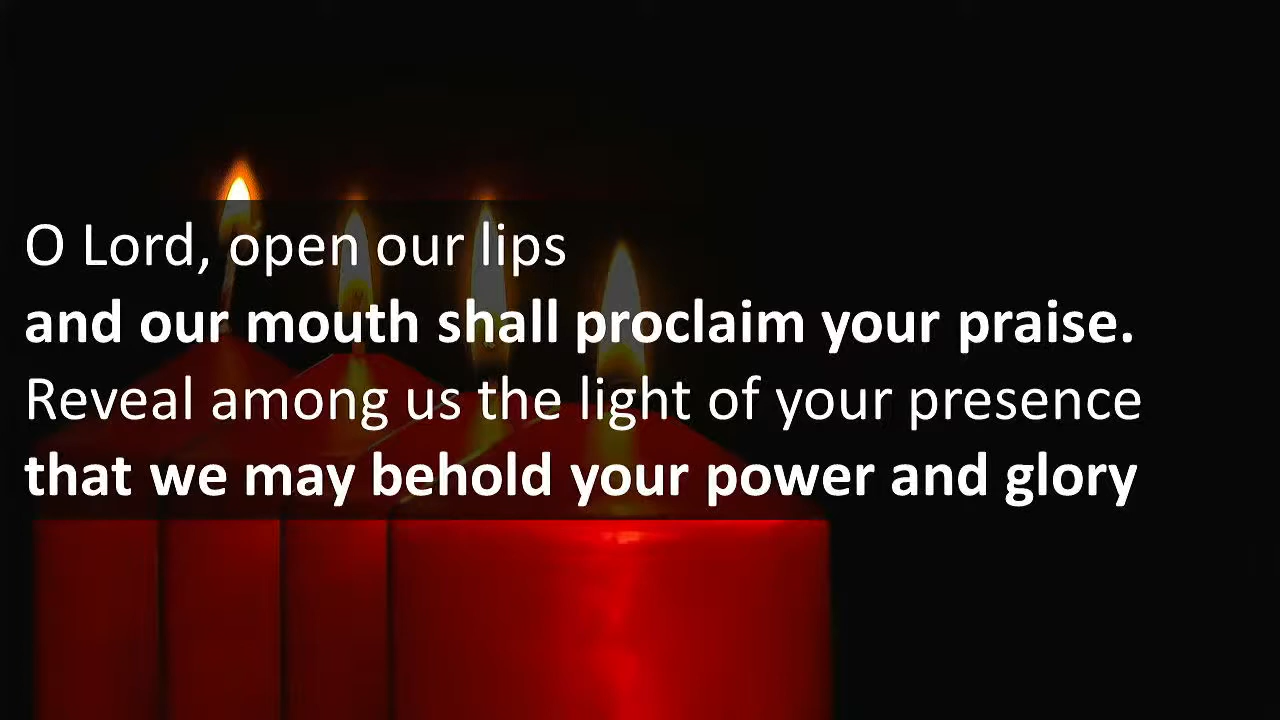 O Lord, open our lips
and our mouth shall proclaim your praise.
Reveal among us the light of your presence
that we may behold your power and glory